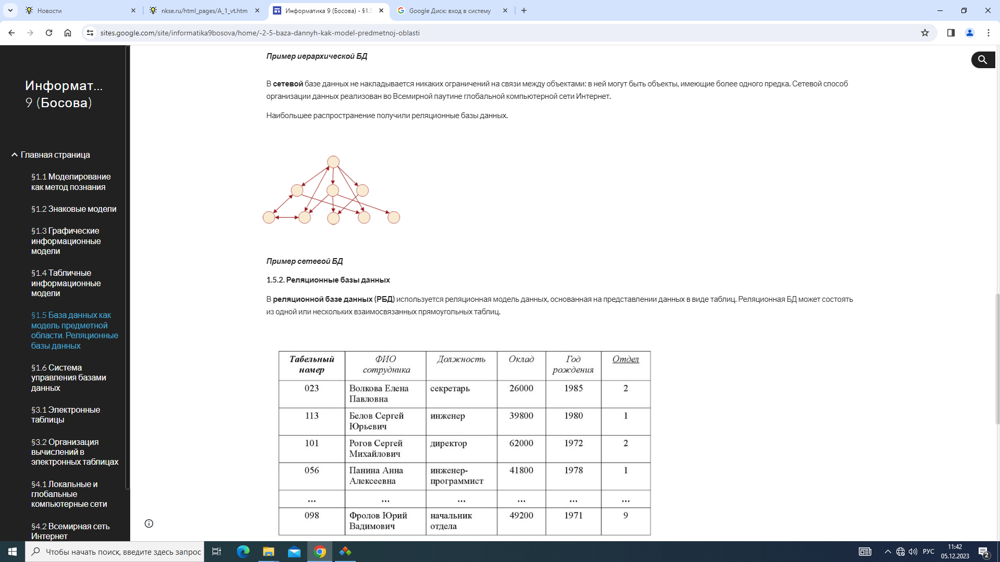 Новости
nkse.ru/html_pages/A_1_vt.htm
Информатика 9 (Босова) - §1.5
Google Диск: вход в систему
sites.google.com/site/informatika9bosova/home/-2-5-baza-dannyh-kak-model-predmetnoj-oblasti
Информат...
9 (Босова)
Главная страница
§1.1 Моделирование
как метод познания
§1.2 Знаковые модели
§1.3 Графические
информационные
модели
§1.4 Табличные
информационные
модели
§1.5 База данных как
модель предметной
области. Реляционные
базы данных
§1.6 Система
управления базами
данных
§3.1 Электронные
таблицы
§3.2 Организация
вычислений в
электронных таблицах
§4.1 Локальные и
глобальные
компьютерные сети
§4.2 Всемирная сеть
Интернет
Пример иерархической БД
В сетевой базе данных не накладывается никаких ограничений на связи между объектами: в ней могут быть объекты, имеющие более одного предка. Сетевой способ
организации данных реализован во Всемирной паутине глобальной компьютерной сети Интернет.
Наибольшее распространение получили реляционные базы данных.
Пример сетевой БД
1.5.2. Реляционные базы данных
В реляционной базе данных (РБД) используется реляционная модель данных, основанная на представлении данных в виде таблиц. Реляционная БД может состоять
из одной или нескольких взаимосвязанных прямоугольных таблиц.
Табельный номер ФИО сотрудника Должность Оклад Год рождения Отдел
023 Волкова Елена Павловна секретарь 26000 1985 2
113 Белов Сергей Юрьевич инженер 39800 1980 1
101 Рогов Сергей Михайлович директор 62000 1972 2
056 Панина Анна Алексеевна инженер-программист 41800 1978 1
... ... ... ... ... ...
098 Фролов Юрий Вадимович начальник отдела 49200 1971 9
Чтобы начать поиск, введите здесь запрос
РУС
11:42
05.12.2023
2